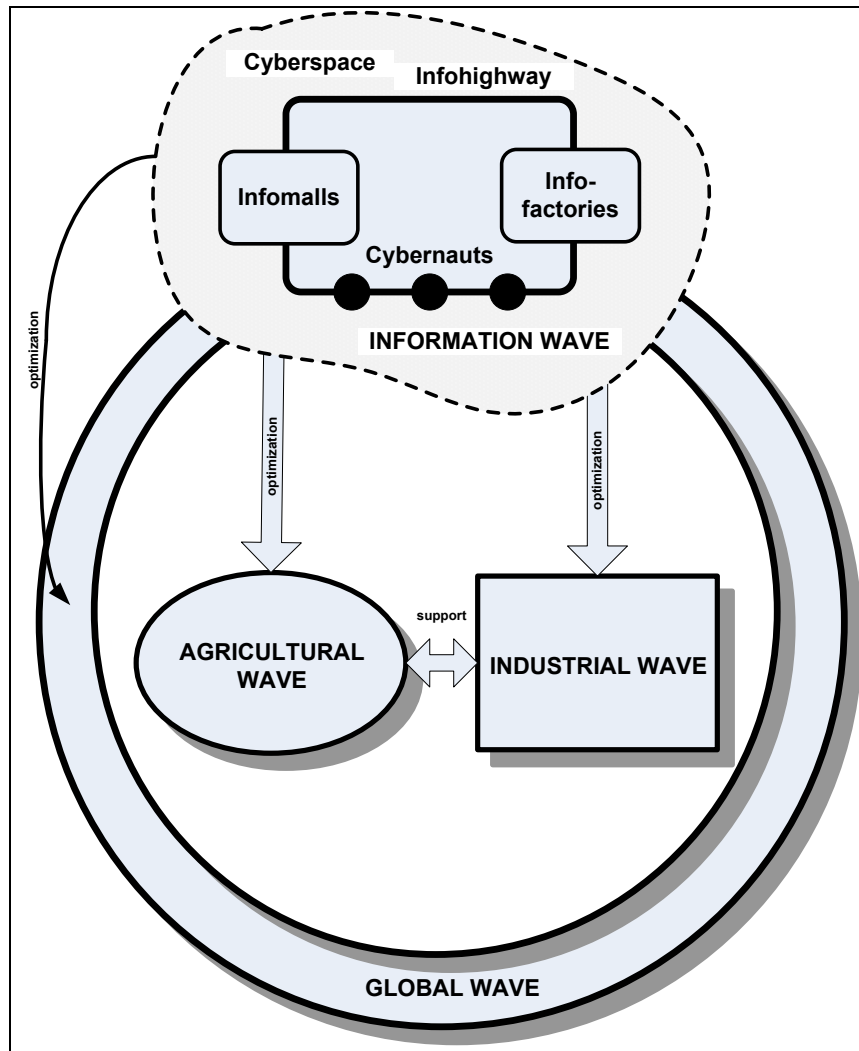 Cyberspace
Infohighway
Infomalls
Info-
factories
Cybernauts
INFORMATION WAVE
optimization
optimization
optimization
support
AGRICULTURAL
WAVE
INDUSTRIAL WAVE
GLOBAL WAVE